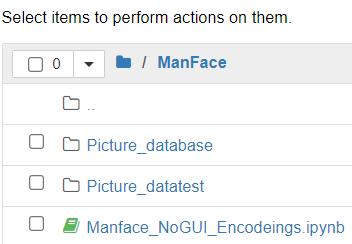 Select items to perform actions on them.
0 / ManFace
..
Picture_database
Picture_datatest
Manface_NoGUI_Encodeings.ipynb